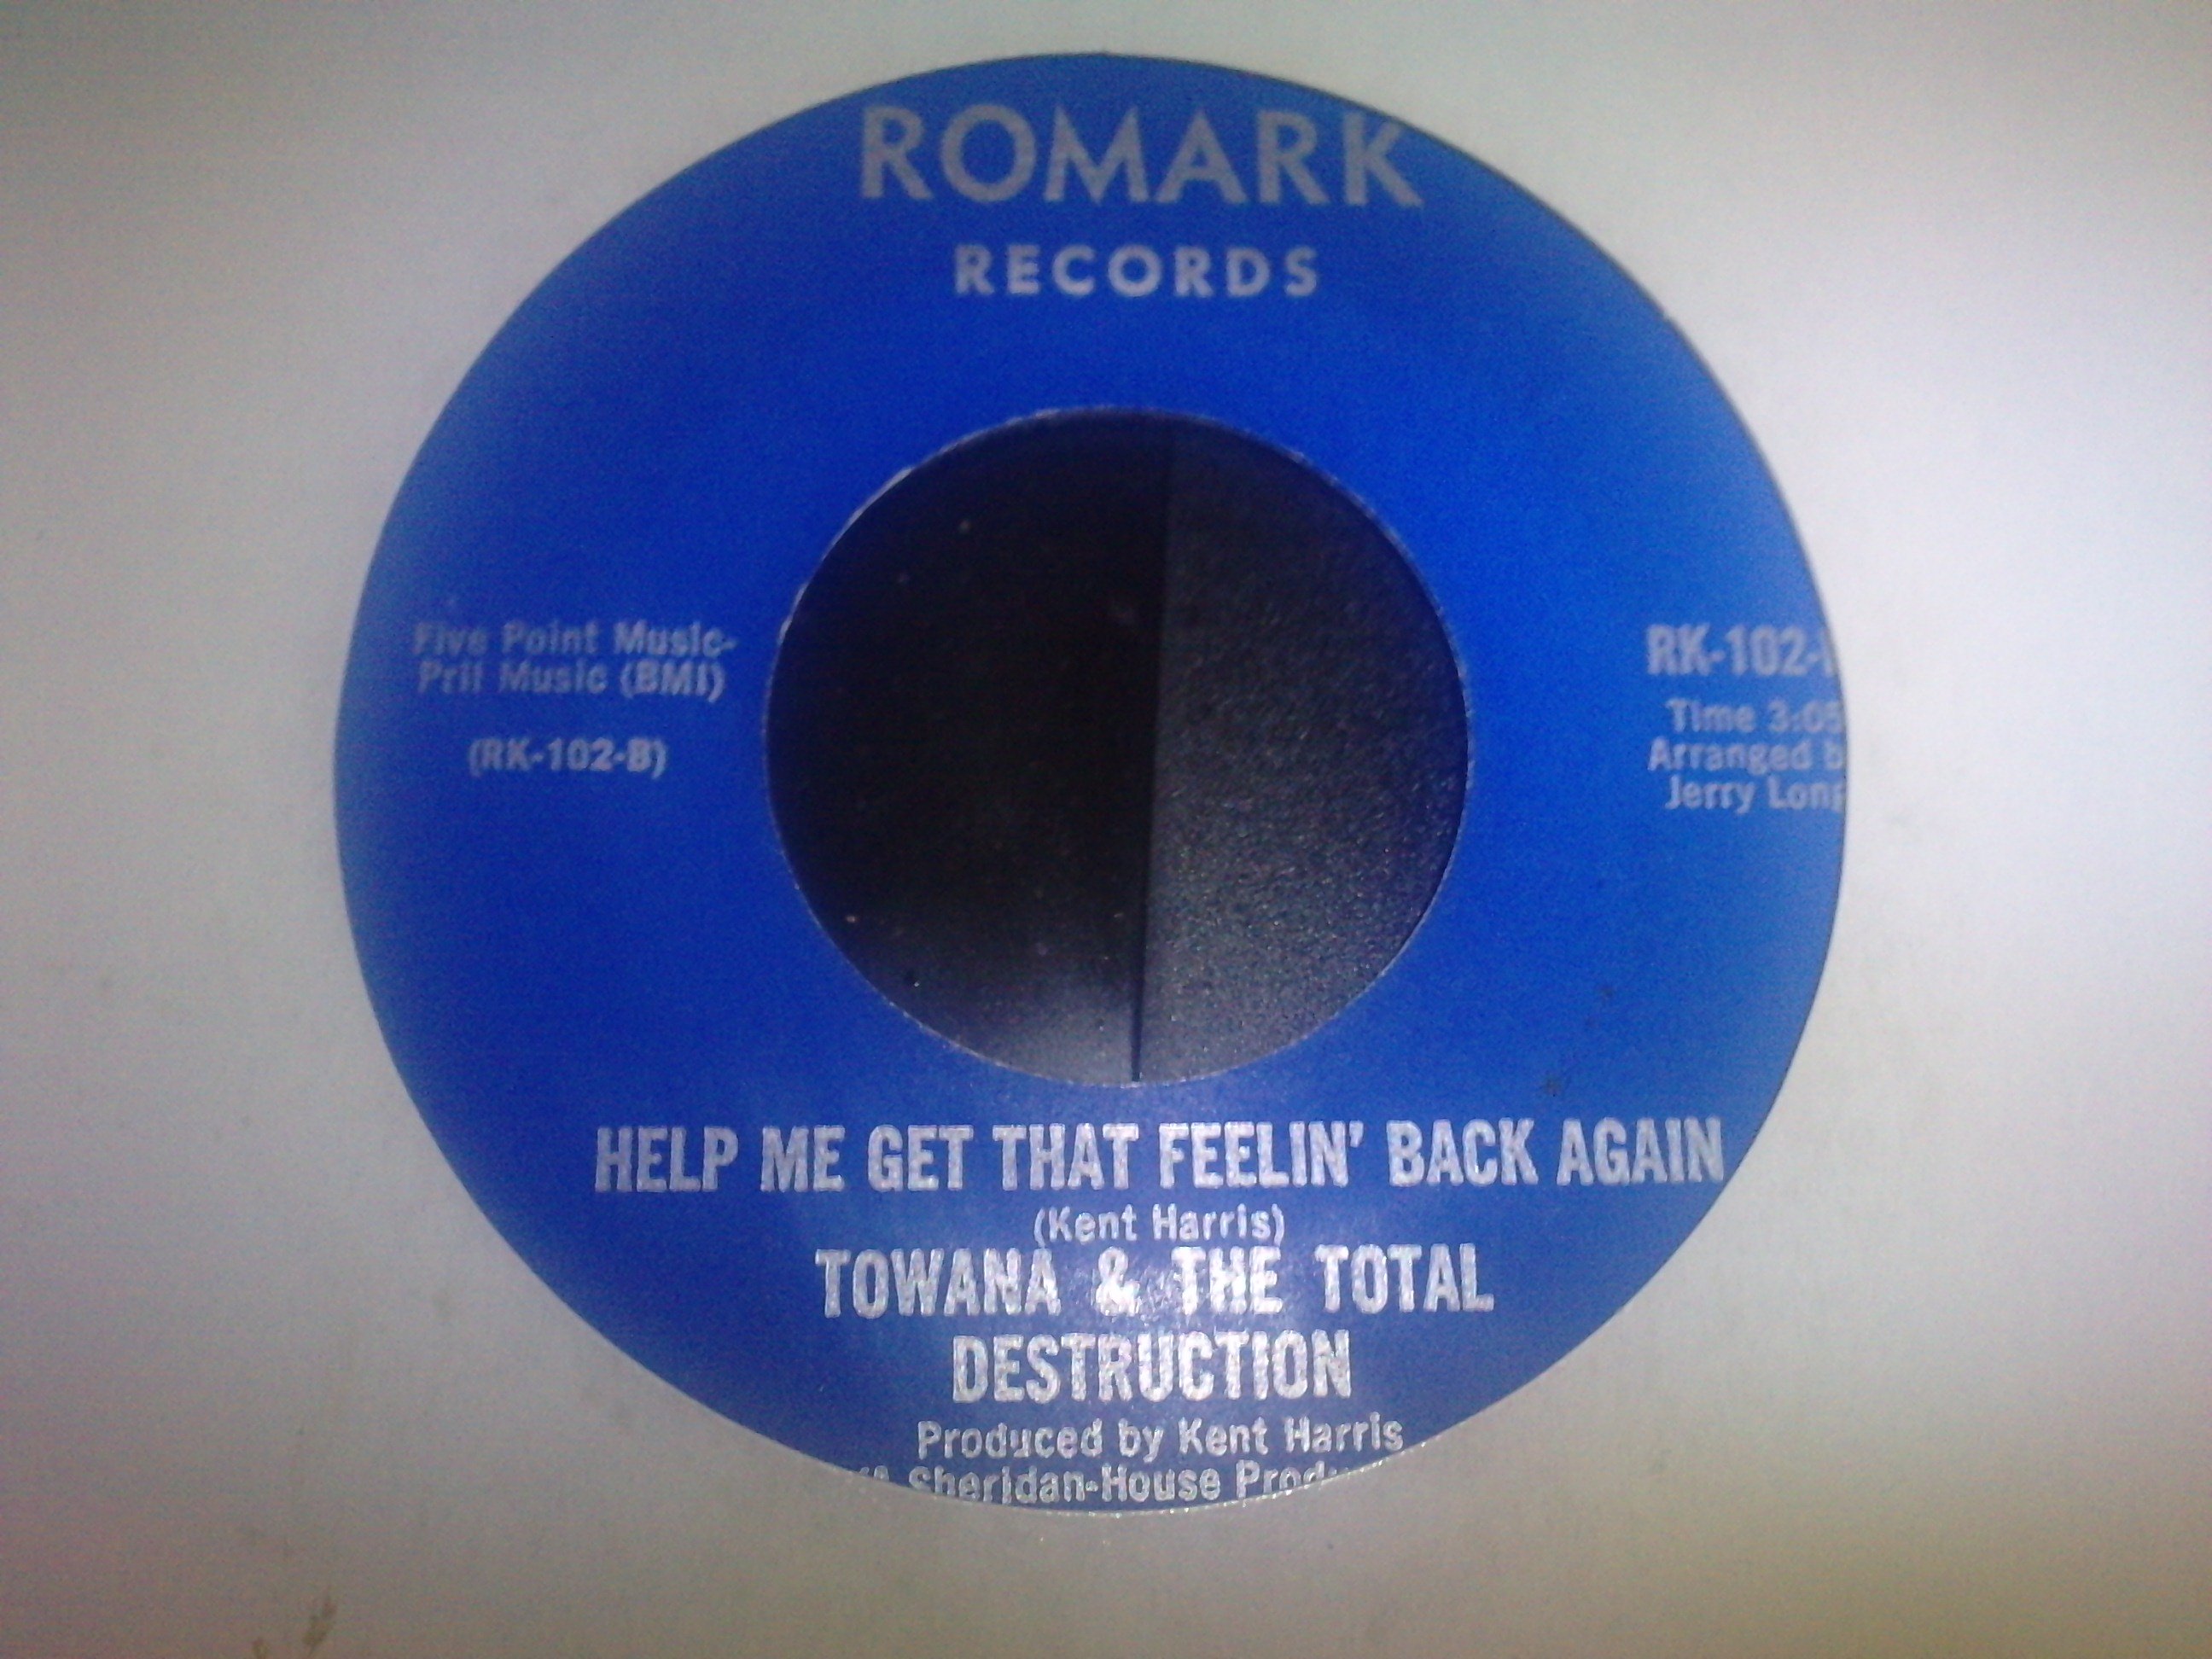 ROMARK
RECORDS
Five Point Music-
Pril Music (BMI)
(RK-102-B)
RK-102-
Time 3:05
Arranged b
Jerry Long
HELP ME GET THAT FEELIN' BACK AGAIN
(Kent Harris)
TOWANA & THE TOTAL
DESTRUCTION
Produced by Kent Harris
Sheridan-House Prod